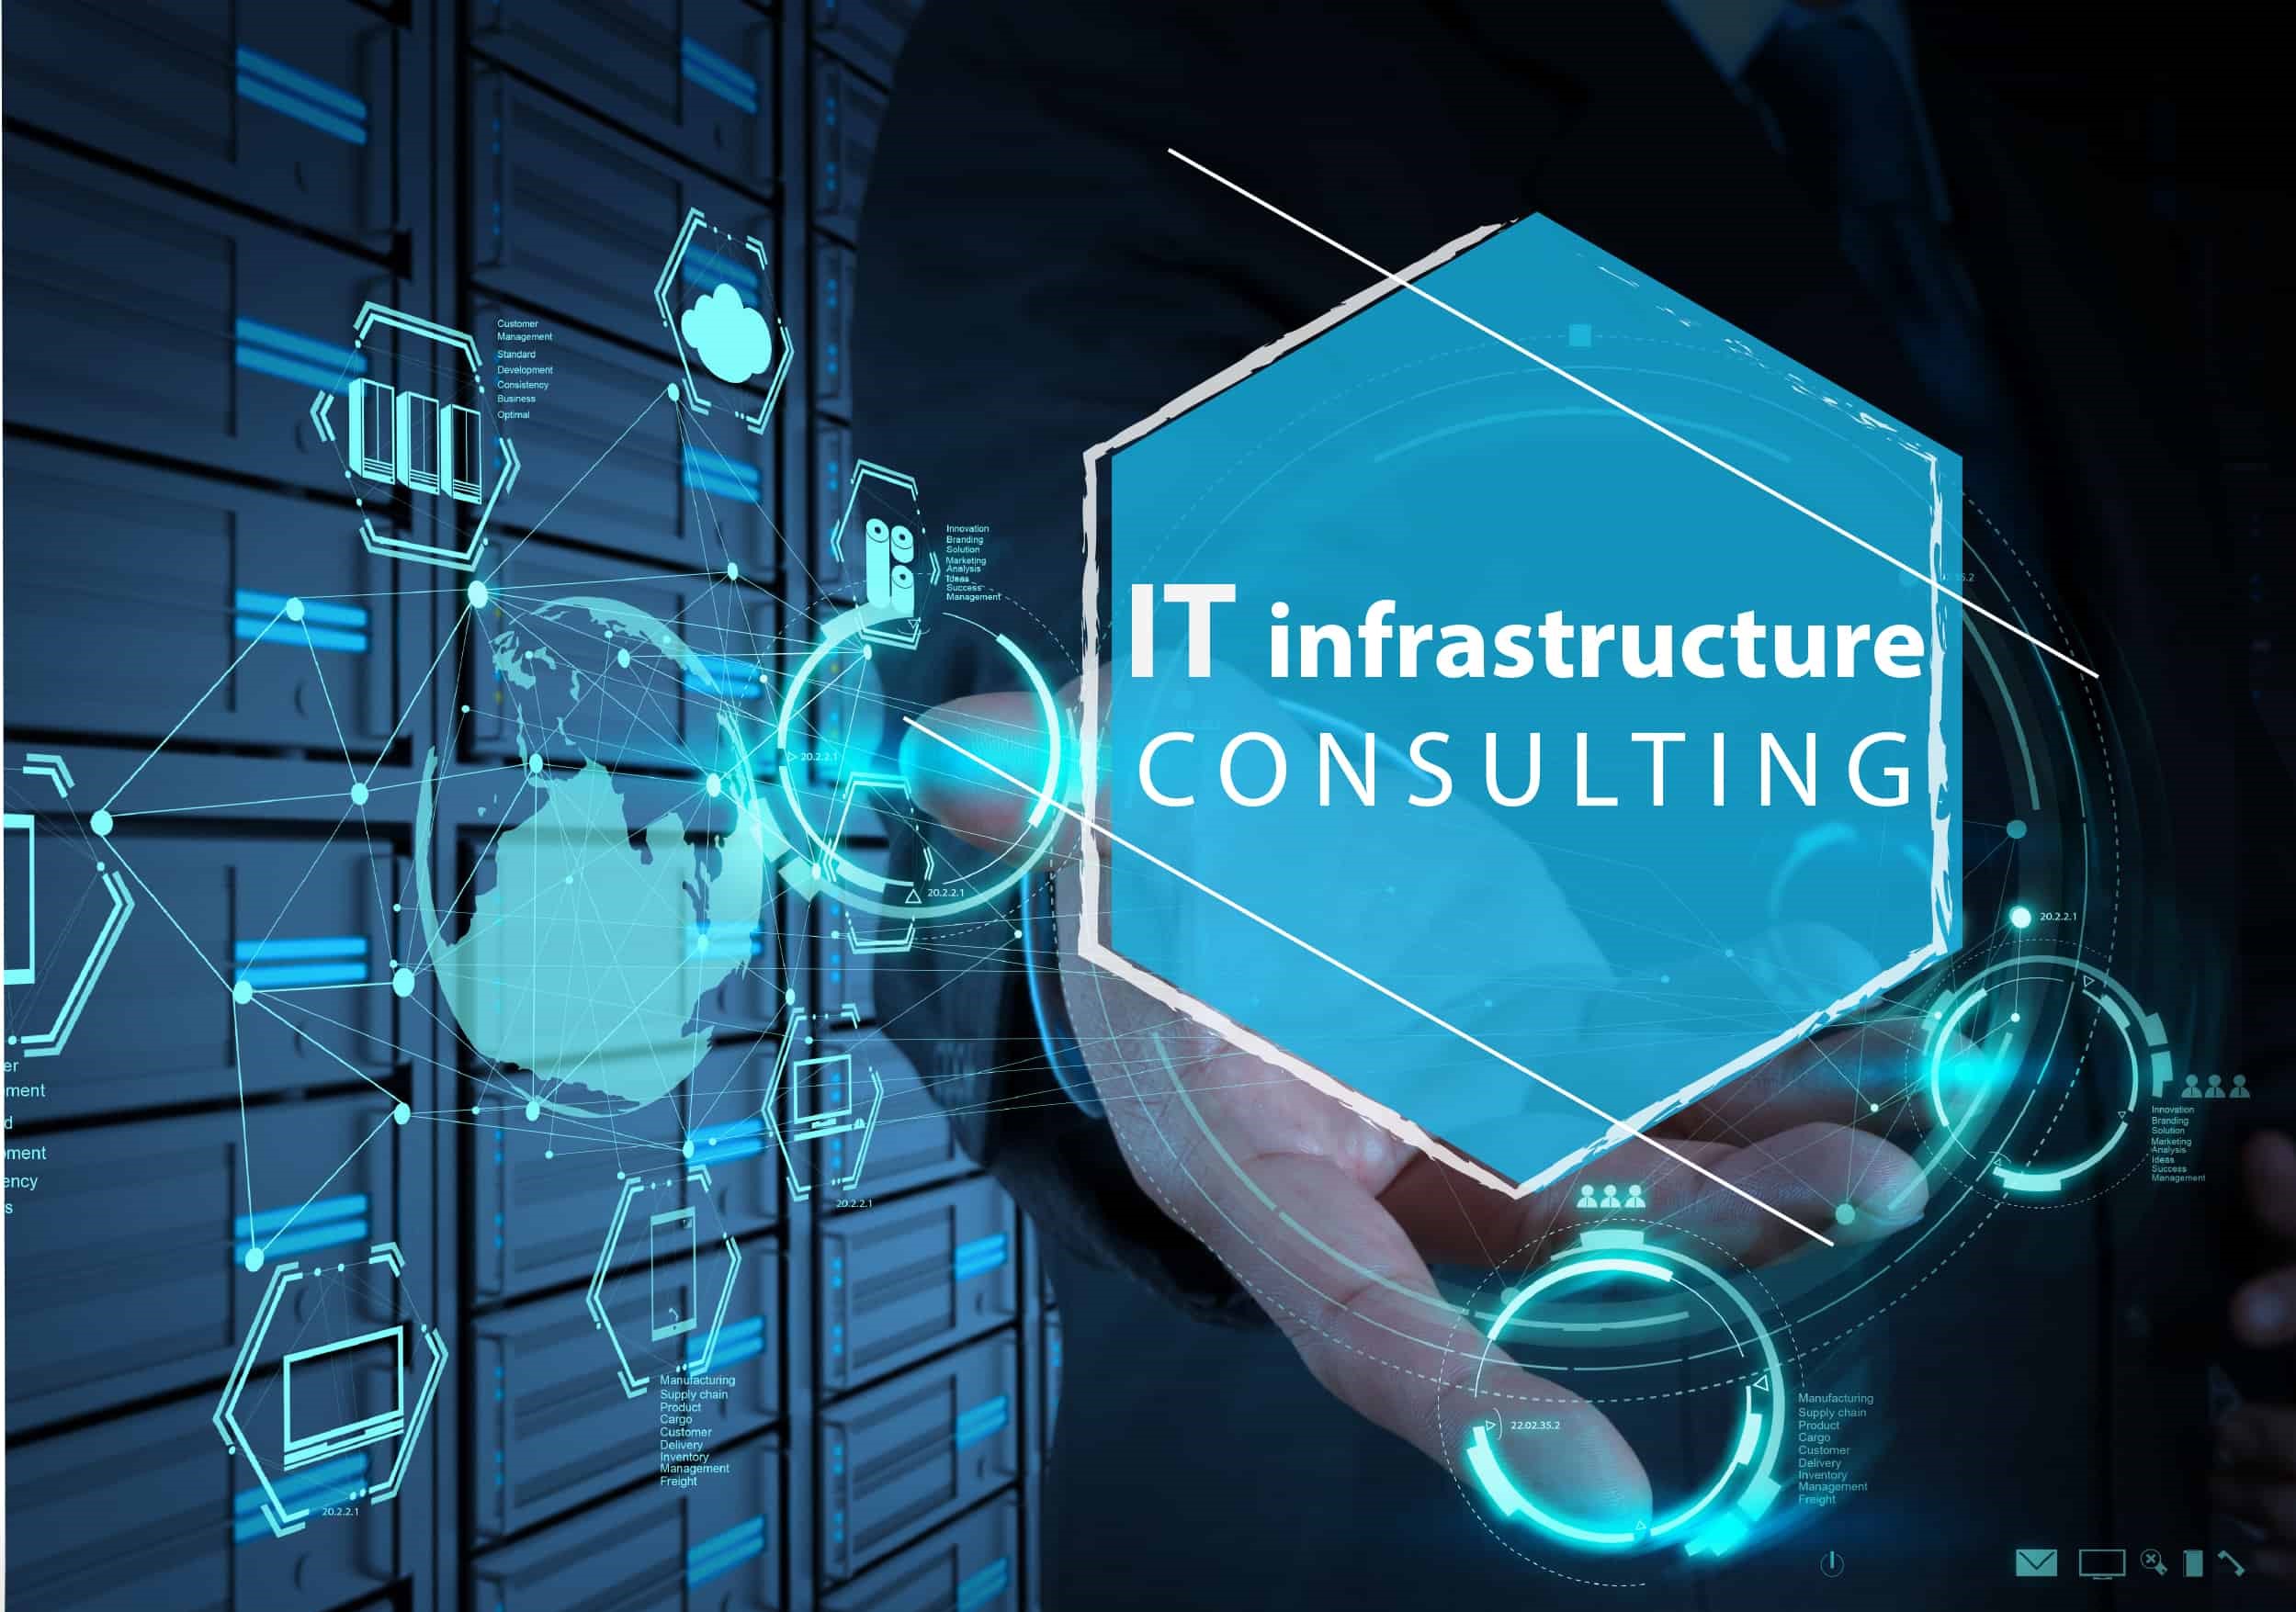 Customer
Management
Standard
Development
Consistency
Business
Optimal
Innovation
Branding
Solution
Marketing
Analysis
Ideas
Success
Management
IT infrastructure
CONSULTING
20.2.2.1
20.2.2.1
20.2.2.1
er
ment
d
ment
ency
s
Innovation
Branding
Solution
Marketing
Analysis
Ideas
Success
Management
20.2.2.1
Manufacturing
Supply chain
Product
Cargo
Customer
Delivery
Inventory
Management
Freight
22.02.35.2
Manufacturing
Supply chain
Product
Cargo
Customer
Delivery
Inventory
Management
Freight
20.2.2.1